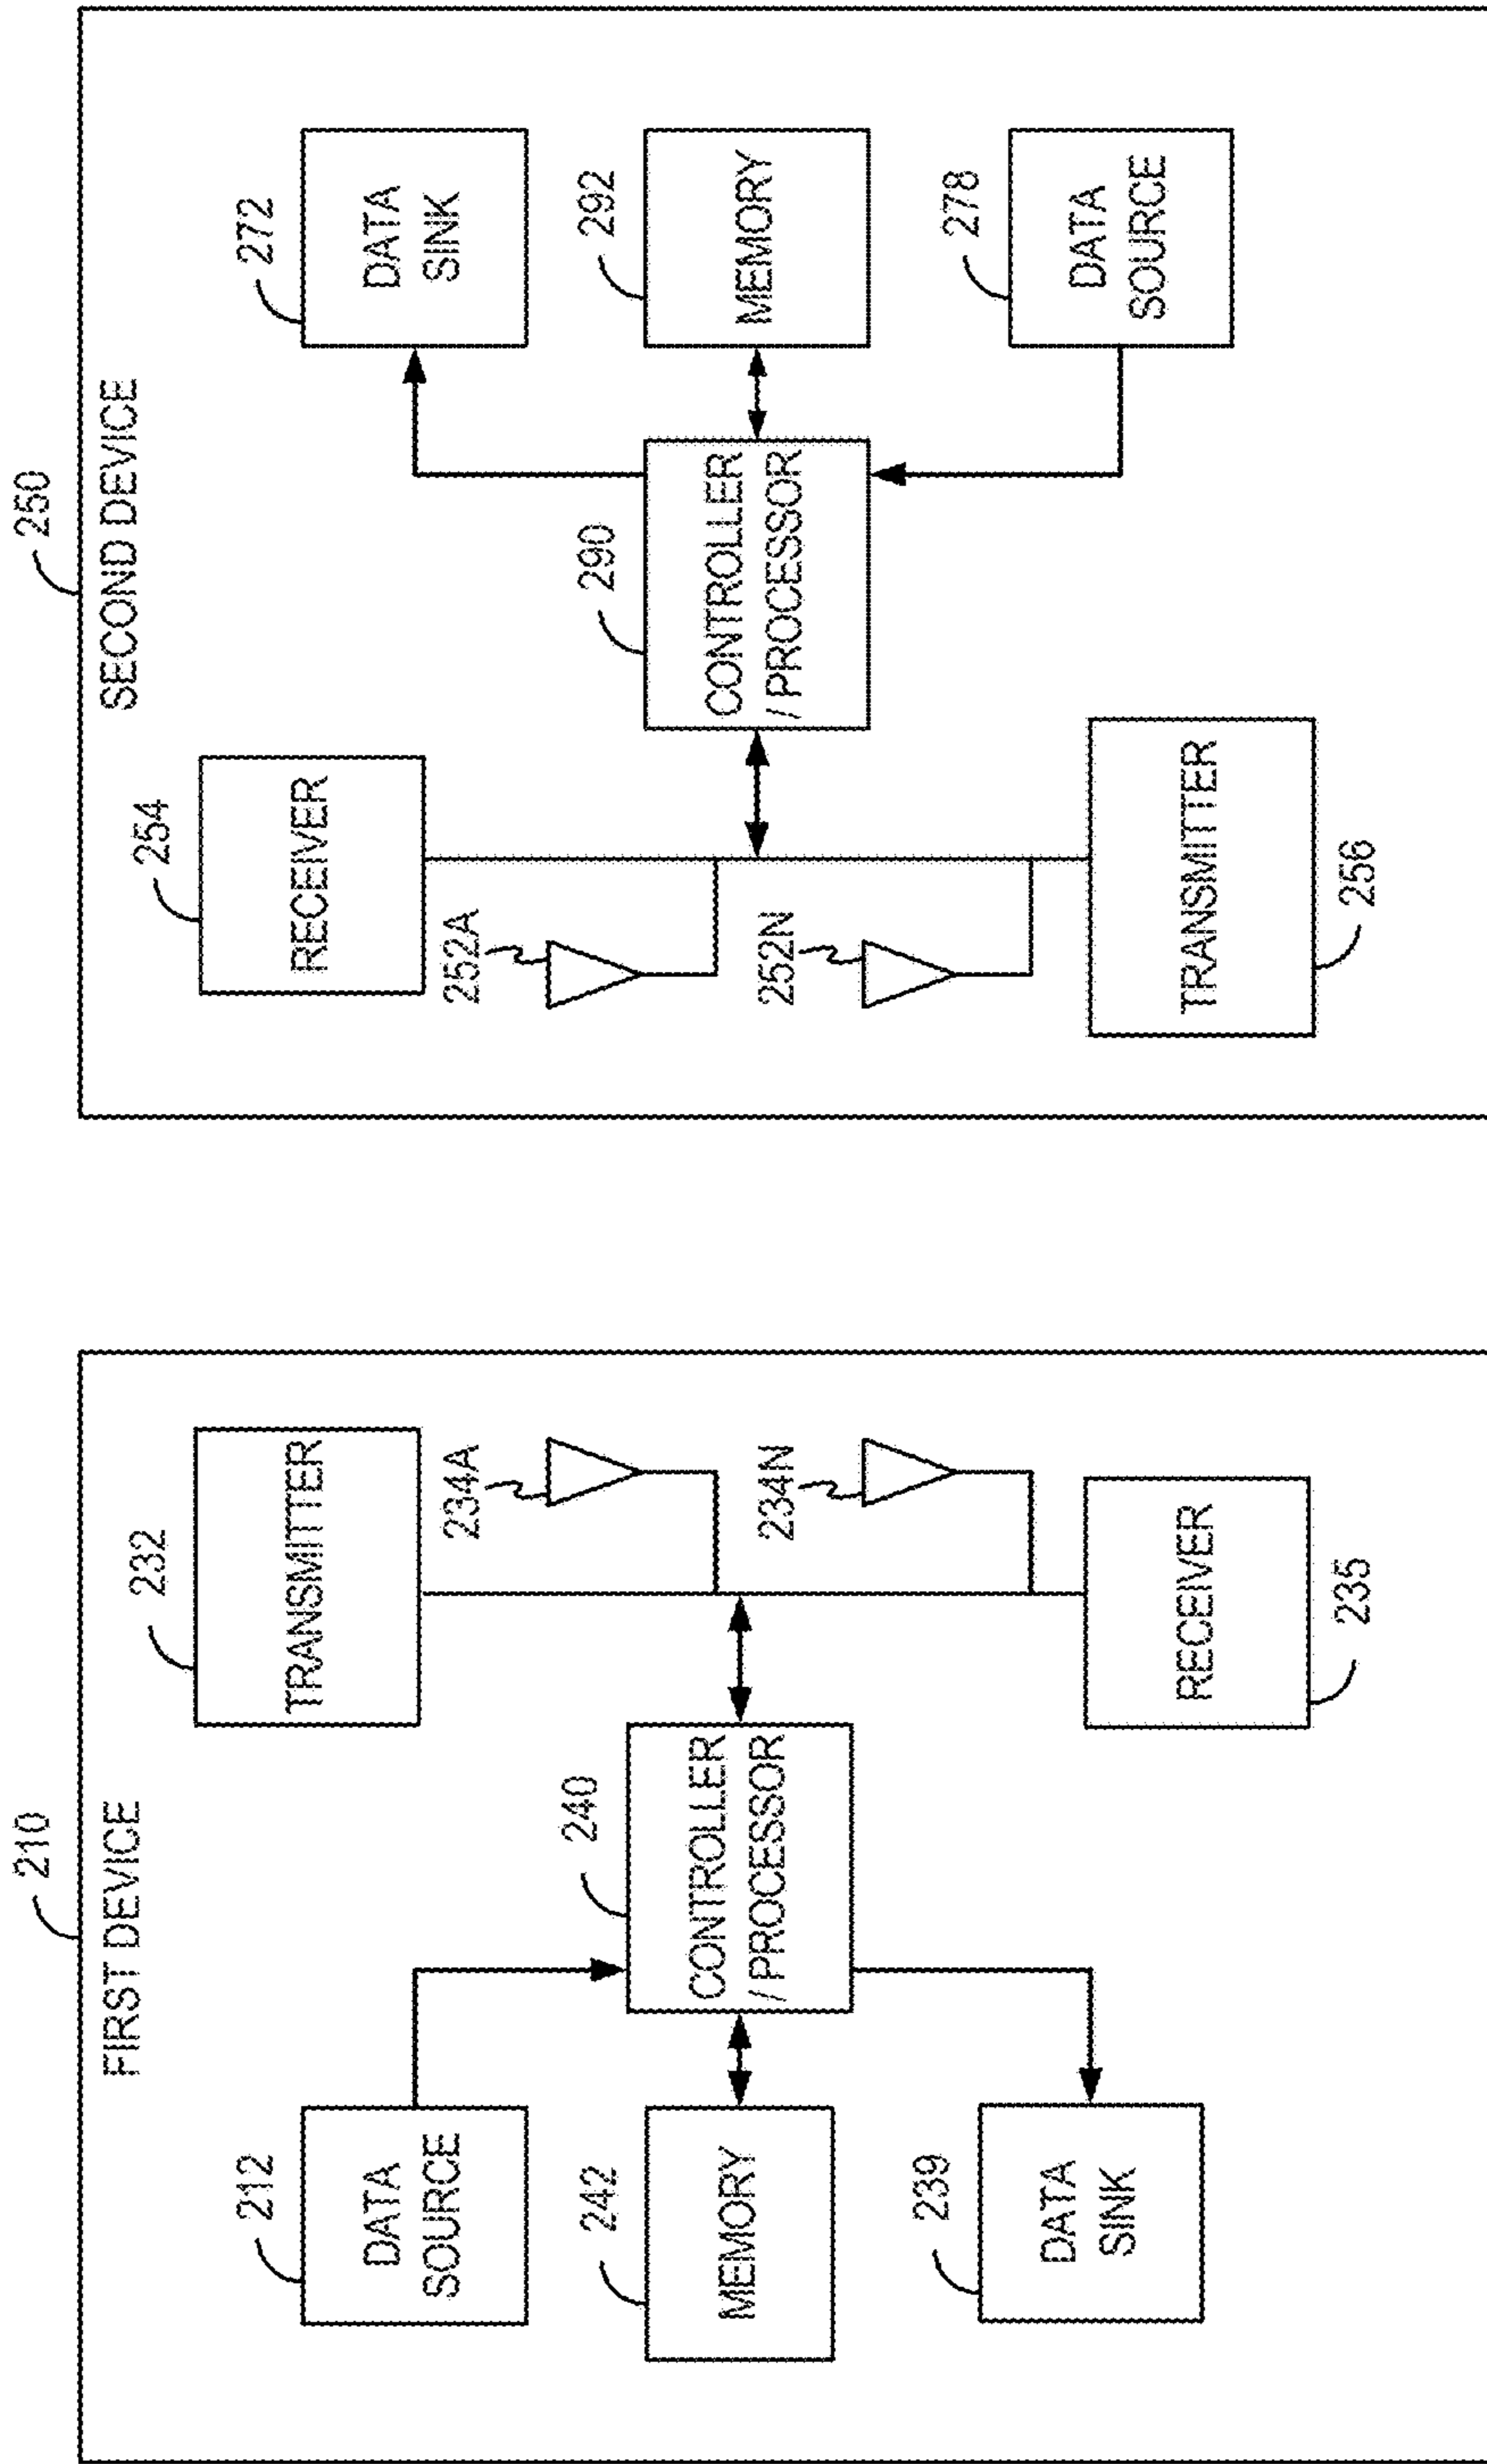 210
FIRST DEVICE
212
DATA
SOURCE
242
MEMORY
239
DATA
SINK
240
CONTROLLER
/ PROCESSOR
232
TRANSMITTER
234A
234N
RECEIVER
235
250
SECOND DEVICE
254
RECEIVER
252A
252N
TRANSMITTER
256
290
CONTROLLER
/ PROCESSOR
272
DATA
SINK
292
MEMORY
278
DATA
SOURCE